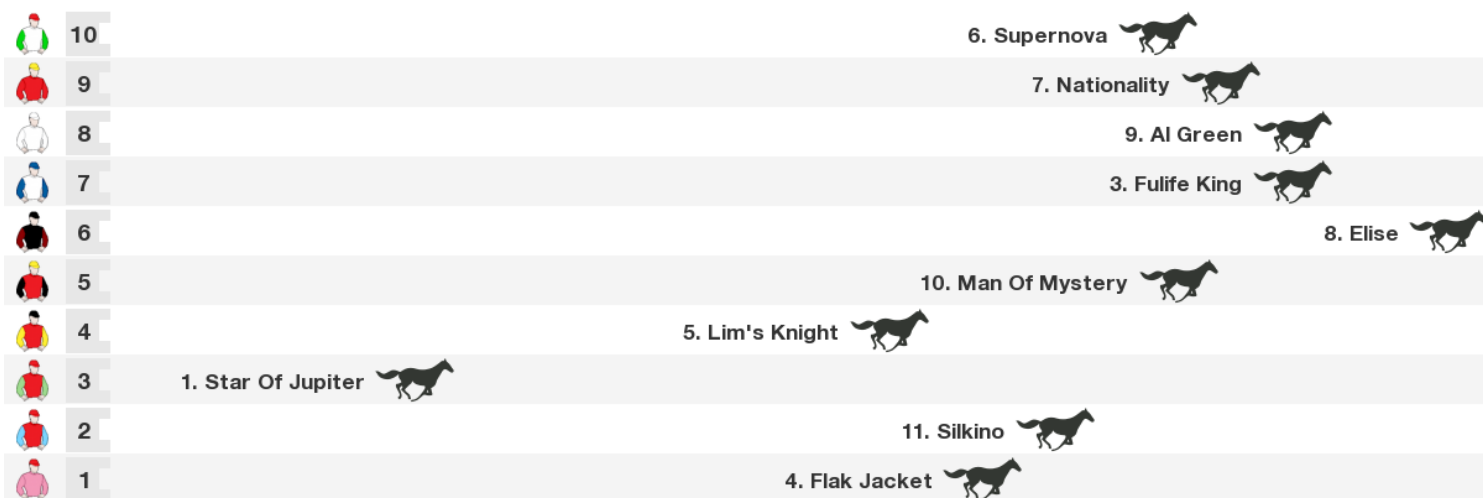 10 6. Supernova
9 7. Nationality
8 9. Al Green
7 3. Fulife King
6 8. Elise
5 10. Man Of Mystery
4 5. Lim's Knight
3 1. Star Of Jupiter
2 11. Silkino
1 4. Flak Jacket